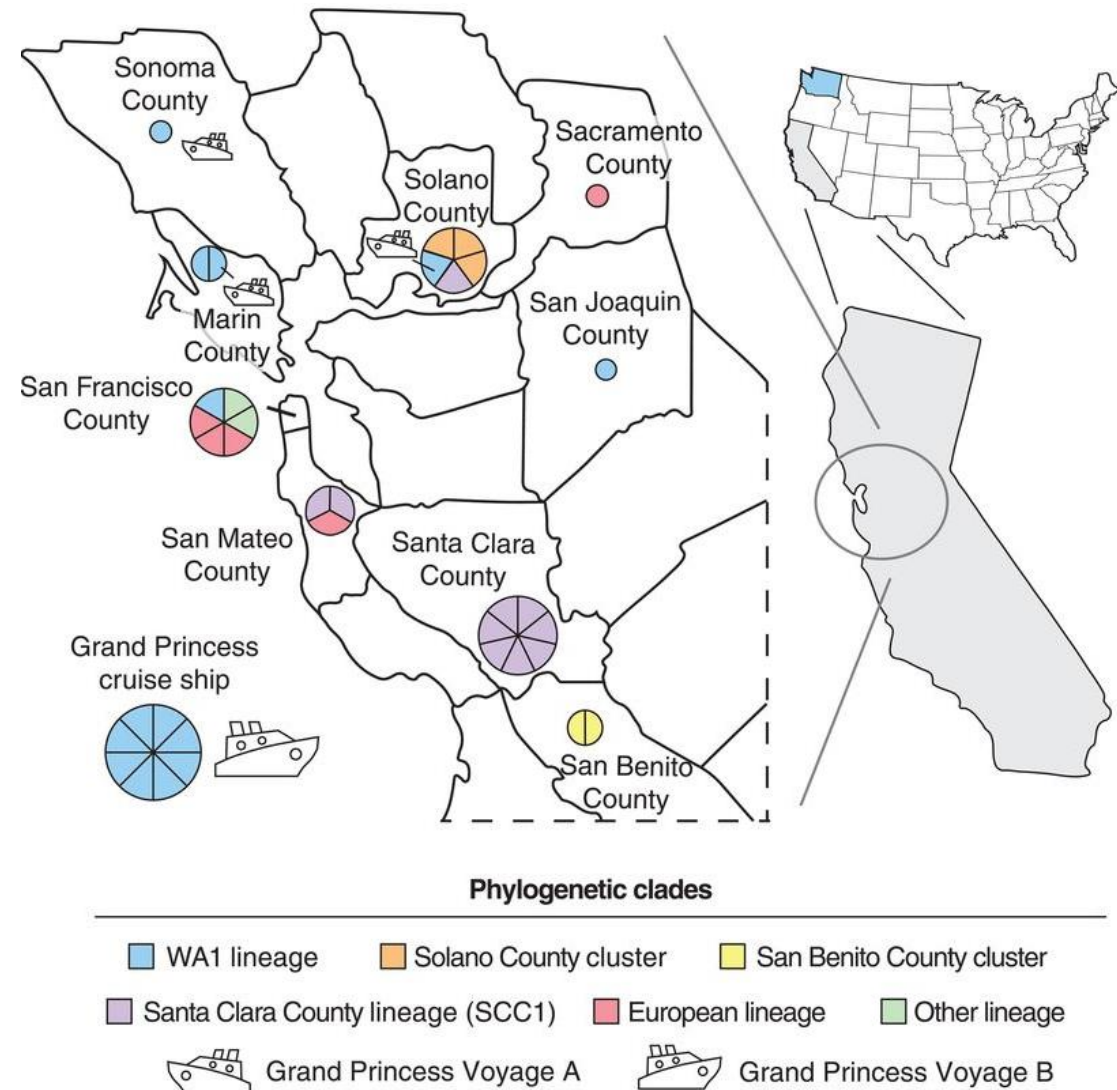 Sonoma
County
Sacramento
County
Solano
County
San Joaquin
County
Marin
County
San Francisco
County
San Mateo
County
Santa Clara
County
Grand Princess
cruise ship
San Benito
County
Phylogenetic clades
WA1 lineage
Solano County cluster
San Benito County cluster
Santa Clara County lineage (SCC1)
European lineage
Other lineage
Grand Princess Voyage A
Grand Princess Voyage B